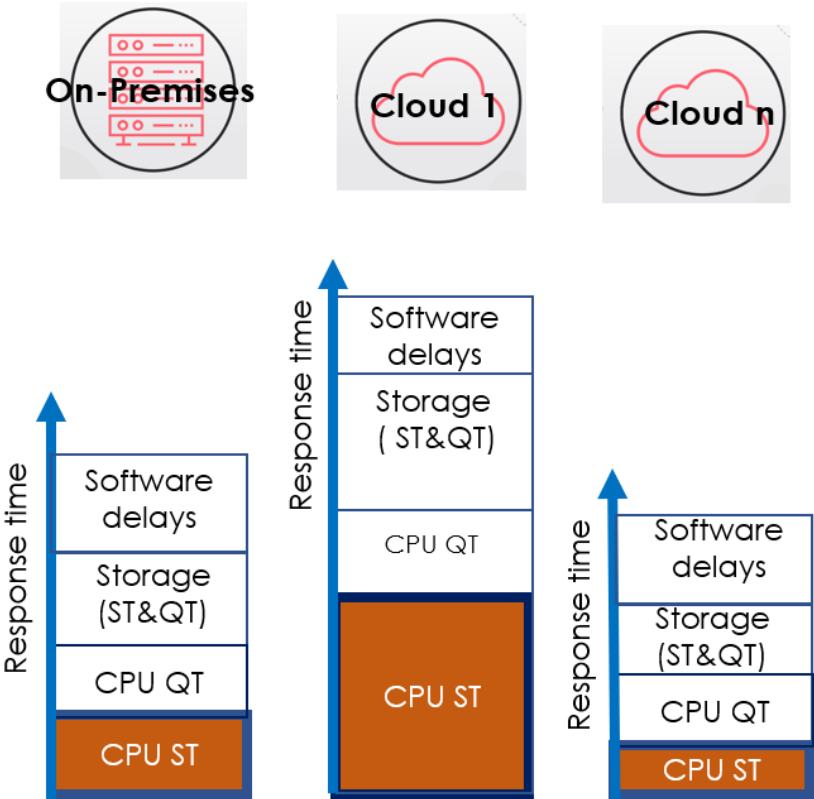 On-Premises
Cloud 1
Cloud n
Response time
Software
delays
Storage
(ST&QT)
CPU QT
CPU ST
Response time
Software
delays
Storage
( ST&QT)
CPU QT
CPU ST
Response time
Software
delays
Storage
(ST&QT)
CPU QT
CPU ST